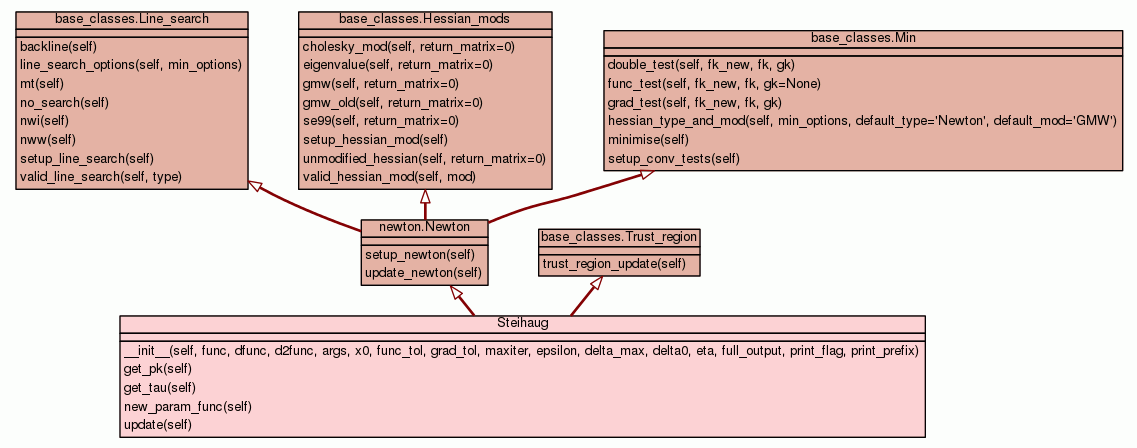 base_classes.Line_search
backline(self)
line_search_options(self, min_options)
mt(self)
no_search(self)
nwi(self)
nww(self)
setup_line_search(self)
valid_line_search(self, type)
base_classes.Hessian_mods
cholesky_mod(self, return_matrix=0)
eigenvalue(self, return_matrix=0)
gmw(self, return_matrix=0)
gmw_old(self, return_matrix=0)
se99(self, return_matrix=0)
setup_hessian_mod(self)
unmodified_hessian(self, return_matrix=0)
valid_hessian_mod(self, mod)
base_classes.Min
double_test(self, fk_new, fk, gk)
func_test(self, fk_new, fk, gk=None)
grad_test(self, fk_new, fk, gk)
hessian_type_and_mod(self, min_options, default_type='Newton', default_mod='GMW')
minimise(self)
setup_conv_tests(self)
newton.Newton
setup_newton(self)
update_newton(self)
base_classes.Trust_region
trust_region_update(self)
Steihaug
__init__(self, func, dfunc, d2func, args, x0, func_tol, grad_tol, maxiter, epsilon, delta_max, delta0, eta, full_output, print_flag, print_prefix)
get_pk(self)
get_tau(self)
new_param_func(self)
update(self)